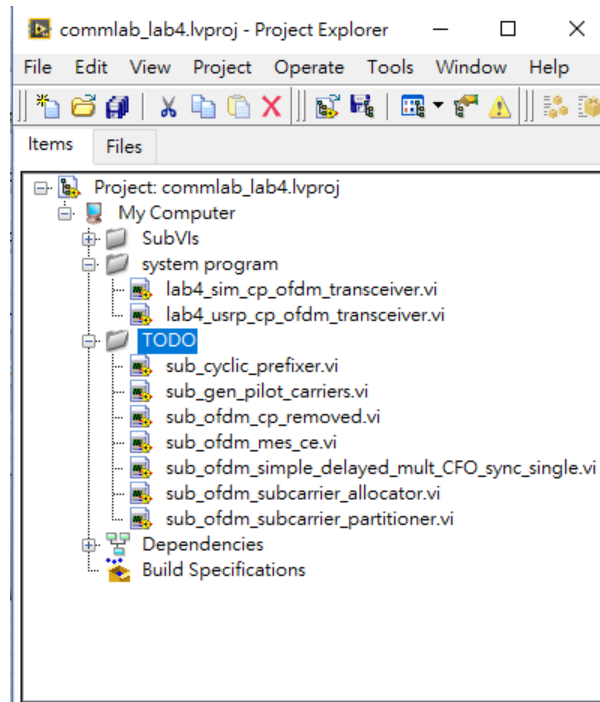 commlab_lab4.lvproj - Project Explorer
File Edit View Project Operate Tools Window Help
Items Files
Project: commlab_lab4.lvproj
My Computer
SubVIs
system program
lab4_sim_cp_ofdm_transceiver.vi
lab4_usrp_cp_ofdm_transceiver.vi
TODO
sub_cyclic_prefixer.vi
sub_gen_pilot_carriers.vi
sub_ofdm_cp_removed.vi
sub_ofdm_mes_ce.vi
sub_ofdm_simple_delayed_mult_CFO_sync_single.vi
sub_ofdm_subcarrier_allocator.vi
sub_ofdm_subcarrier_partitioner.vi
Dependencies
Build Specifications